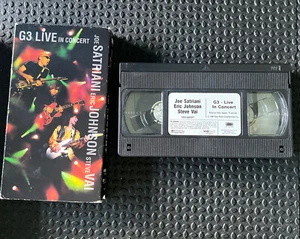 G3 LIVE IN CONCERT
JOE SATRIANI ERIC JOHNSON STEVE VAI
Joe Satriani
Eric Johnson
Steve Vai
G3 - Live
In Concert